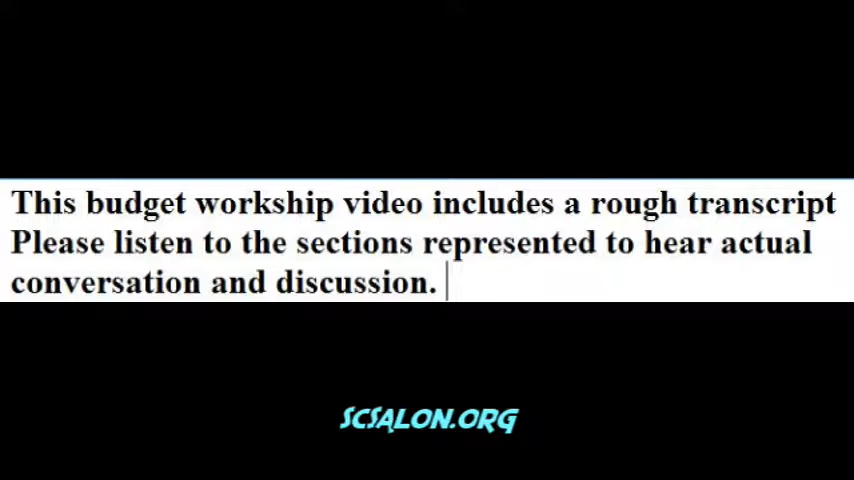 This budget workship video includes a rough transcript
Please listen to the sections represented to hear actual
conversation and discussion.
SCSALON.ORG